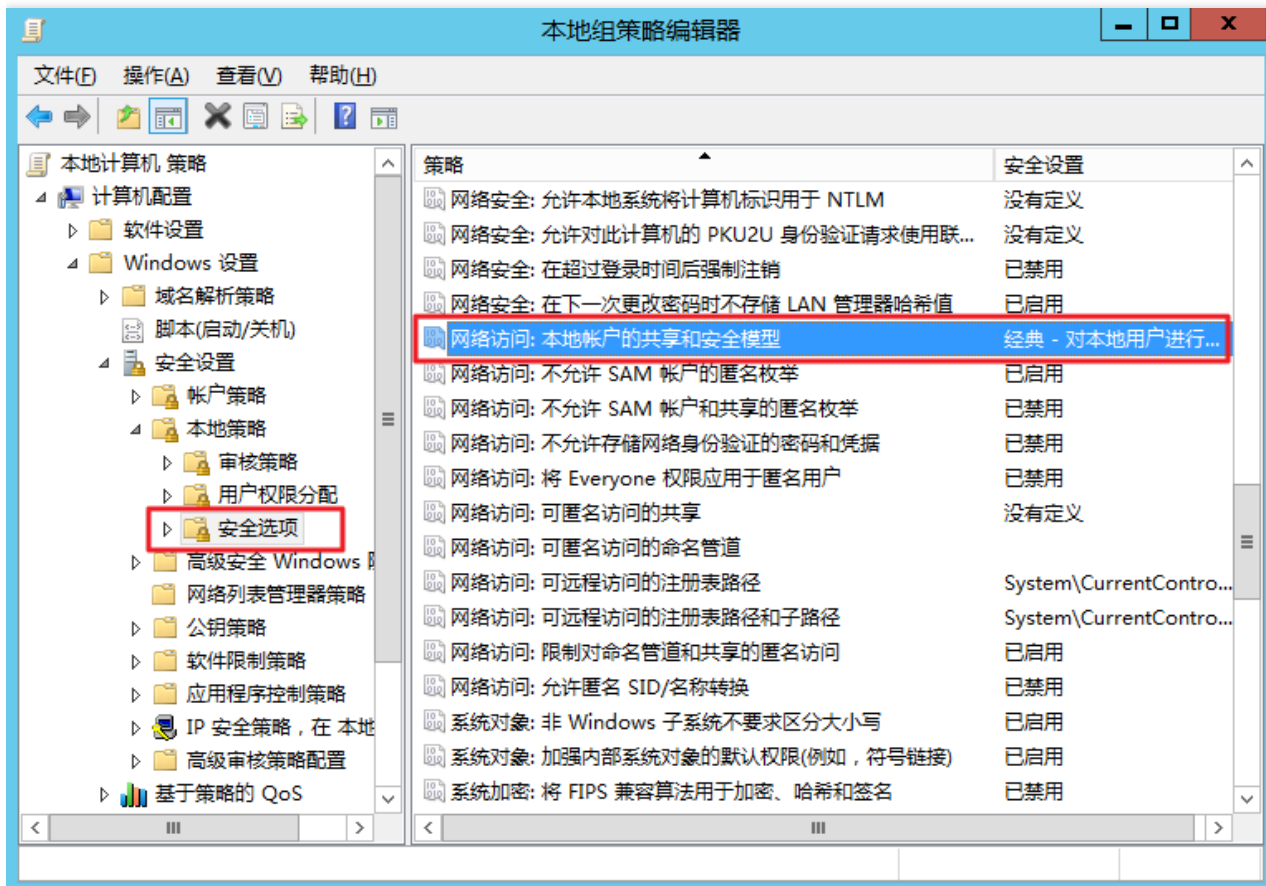 本地组策略编辑器
文件(F) 操作(A) 查看(V) 帮助(H)
本地计算机 策略
计算机配置
软件设置
Windows 设置
域名解析策略
脚本(启动/关机)
安全设置
帐户策略
本地策略
审核策略
用户权限分配
安全选项
高级安全 Windows
网络列表管理器策略
公钥策略
软件限制策略
应用程序控制策略
IP 安全策略，在 本地
高级审核策略配置
基于策略的 QoS
策略 安全设置
网络安全: 允许本地系统将计算机标识用于 NTLM 没有定义
网络安全: 允许对此计算机的 PKU2U 身份验证请求使用联... 没有定义
网络安全: 在超过登录时间后强制注销 已禁用
网络安全: 在下一次更改密码时不存储 LAN 管理器哈希值 已启用
网络访问: 本地帐户的共享和安全模型 经典 - 对本地用户进行...
网络访问: 不允许 SAM 帐户的匿名枚举 已启用
网络访问: 不允许 SAM 帐户和共享的匿名枚举 已禁用
网络访问: 不允许存储网络身份验证的密码和凭据 已禁用
网络访问: 将 Everyone 权限应用于匿名用户 已禁用
网络访问: 可匿名访问的共享 没有定义
网络访问: 可匿名访问的命名管道
网络访问: 可远程访问的注册表路径 System\CurrentContro...
网络访问: 可远程访问的注册表路径和子路径 System\CurrentContro...
网络访问: 限制对命名管道和共享的匿名访问 已启用
网络访问: 允许匿名 SID/名称转换 已禁用
系统对象: 非 Windows 子系统不要求区分大小写 已启用
系统对象: 加强内部系统对象的默认权限(例如，符号链接) 已启用
系统加密: 将 FIPS 兼容算法用于加密、哈希和签名 已禁用